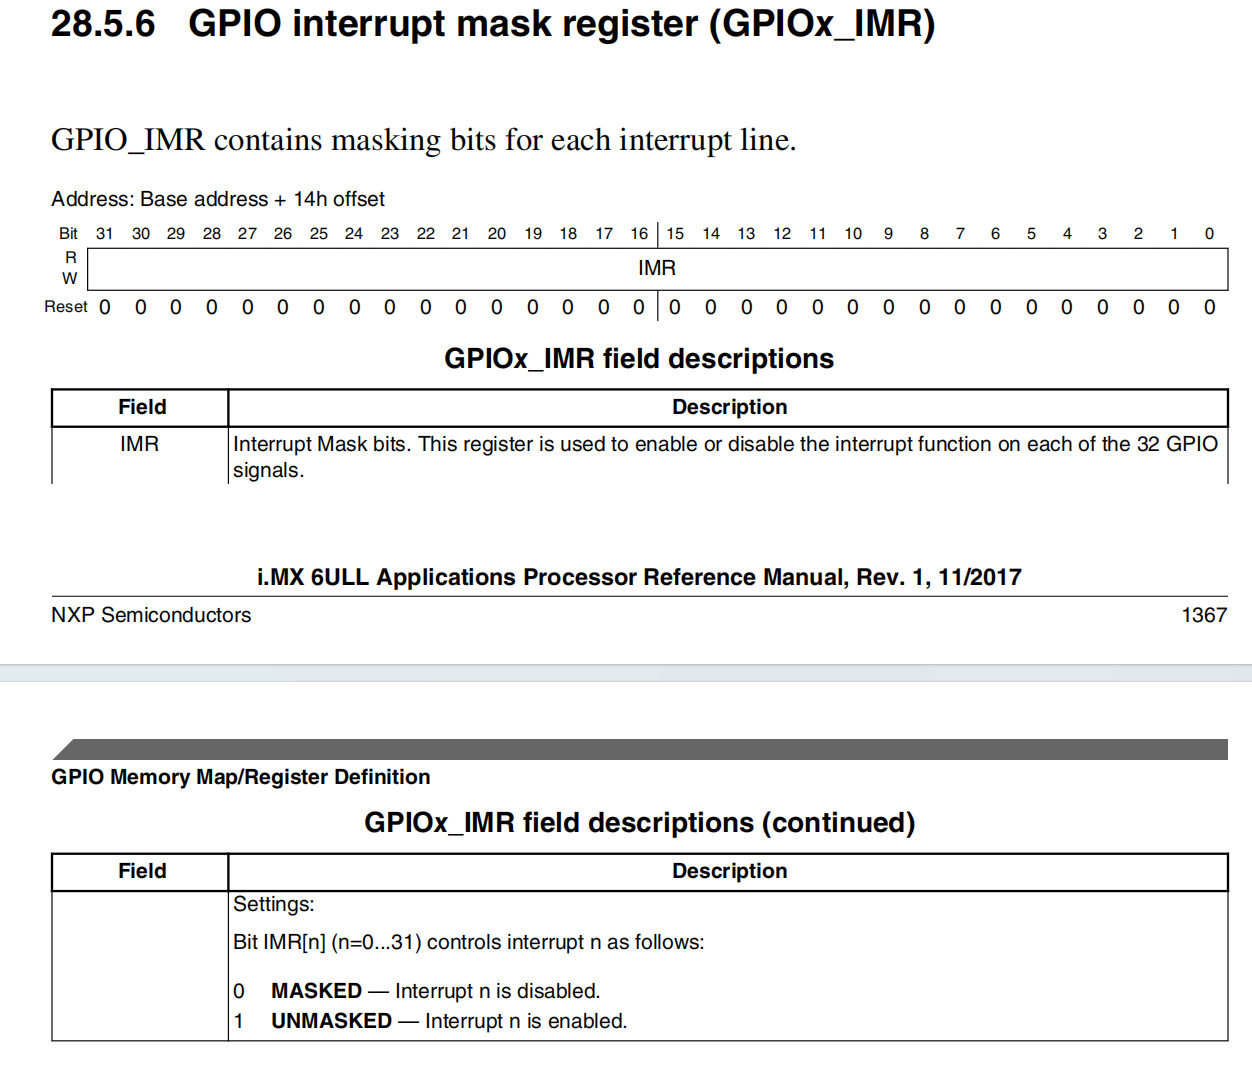 28.5.6 GPIO interrupt mask register (GPIOx_IMR)
GPIO_IMR contains masking bits for each interrupt line.
Address: Base address + 14h offset
Bit 31 30 29 28 27 26 25 24 23 22 21 20 19 18 17 16 15 14 13 12 11 10 9 8 7 6 5 4 3 2 1 0
R
IMR
W
Reset 0 0 0 0 0 0 0 0 0 0 0 0 0 0 0 0 0 0 0 0 0 0 0 0 0 0 0 0 0 0 0 0
GPIOx_IMR field descriptions
Field Description
IMR Interrupt Mask bits. This register is used to enable or disable the interrupt function on each of the 32 GPIO
signals.
i.MX 6ULL Applications Processor Reference Manual, Rev. 1, 11/2017
NXP Semiconductors 1367
GPIO Memory Map/Register Definition
GPIOx_IMR field descriptions (continued)
Field Description
Settings:
Bit IMR[n] (n=0...31) controls interrupt n as follows:
0 MASKED — Interrupt n is disabled.
1 UNMASKED — Interrupt n is enabled.